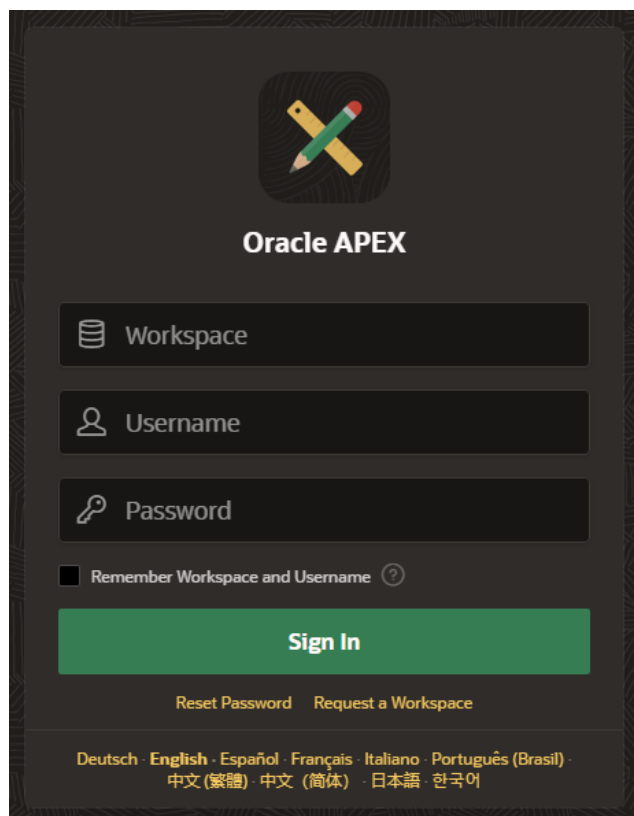 Oracle APEX
Workspace
Username
Password
Remember Workspace and Username ?
Sign In
Reset Password Request a Workspace
Deutsch · English · Español · Français · Italiano · Português (Brasil) ·
中文 (繁體) · 中文（简体） · 日本語 · 한국어